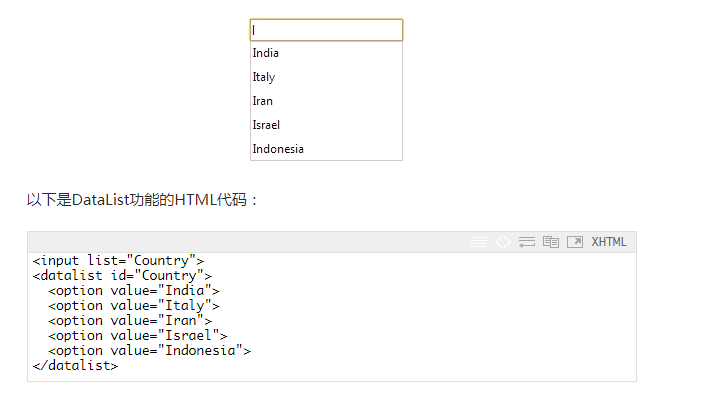 I
India
Italy
Iran
Israel
Indonesia
以下是DataList功能的HTML代码：
XHTML
<input list="Country">
<datalist id="Country">
  <option value="India">
  <option value="Italy">
  <option value="Iran">
  <option value="Israel">
  <option value="Indonesia">
</datalist>